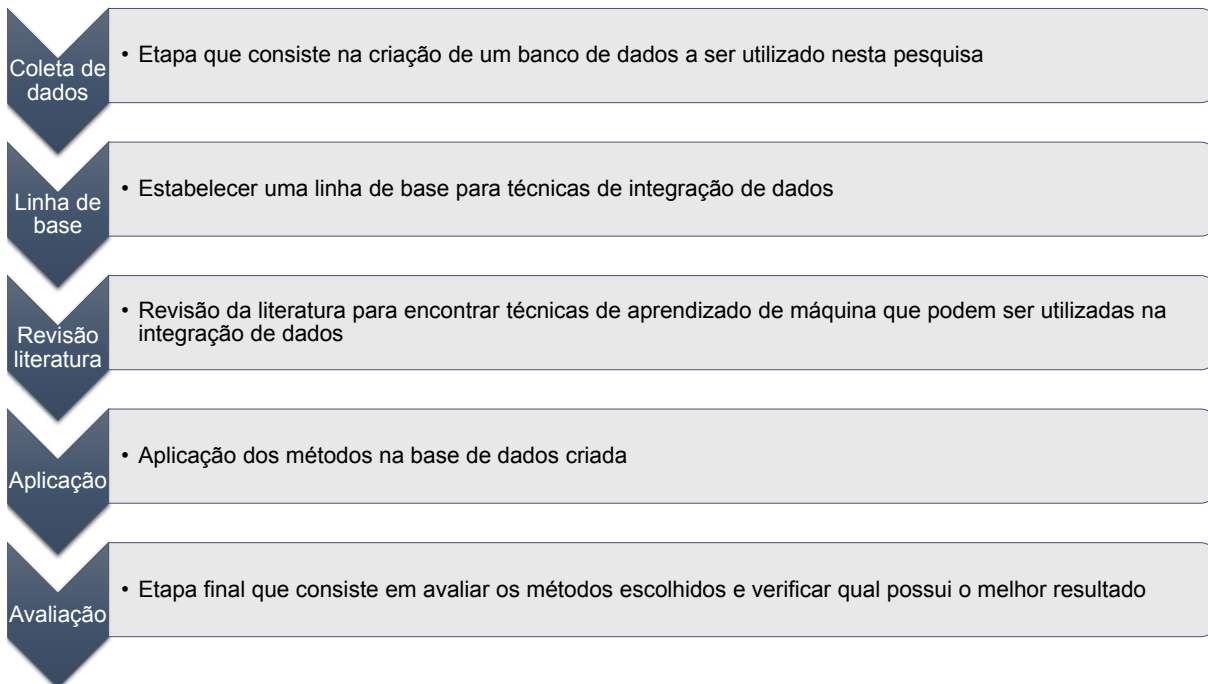 Coleta de
dados
• Etapa que consiste na criação de um banco de dados a ser utilizado nesta pesquisa
Linha de
base
• Estabelecer uma linha de base para técnicas de integração de dados
Revisão
literatura
• Revisão da literatura para encontrar técnicas de aprendizado de máquina que podem ser utilizadas na
integração de dados
Aplicação
• Aplicação dos métodos na base de dados criada
Avaliação
• Etapa final que consiste em avaliar os métodos escolhidos e verificar qual possui o melhor resultado